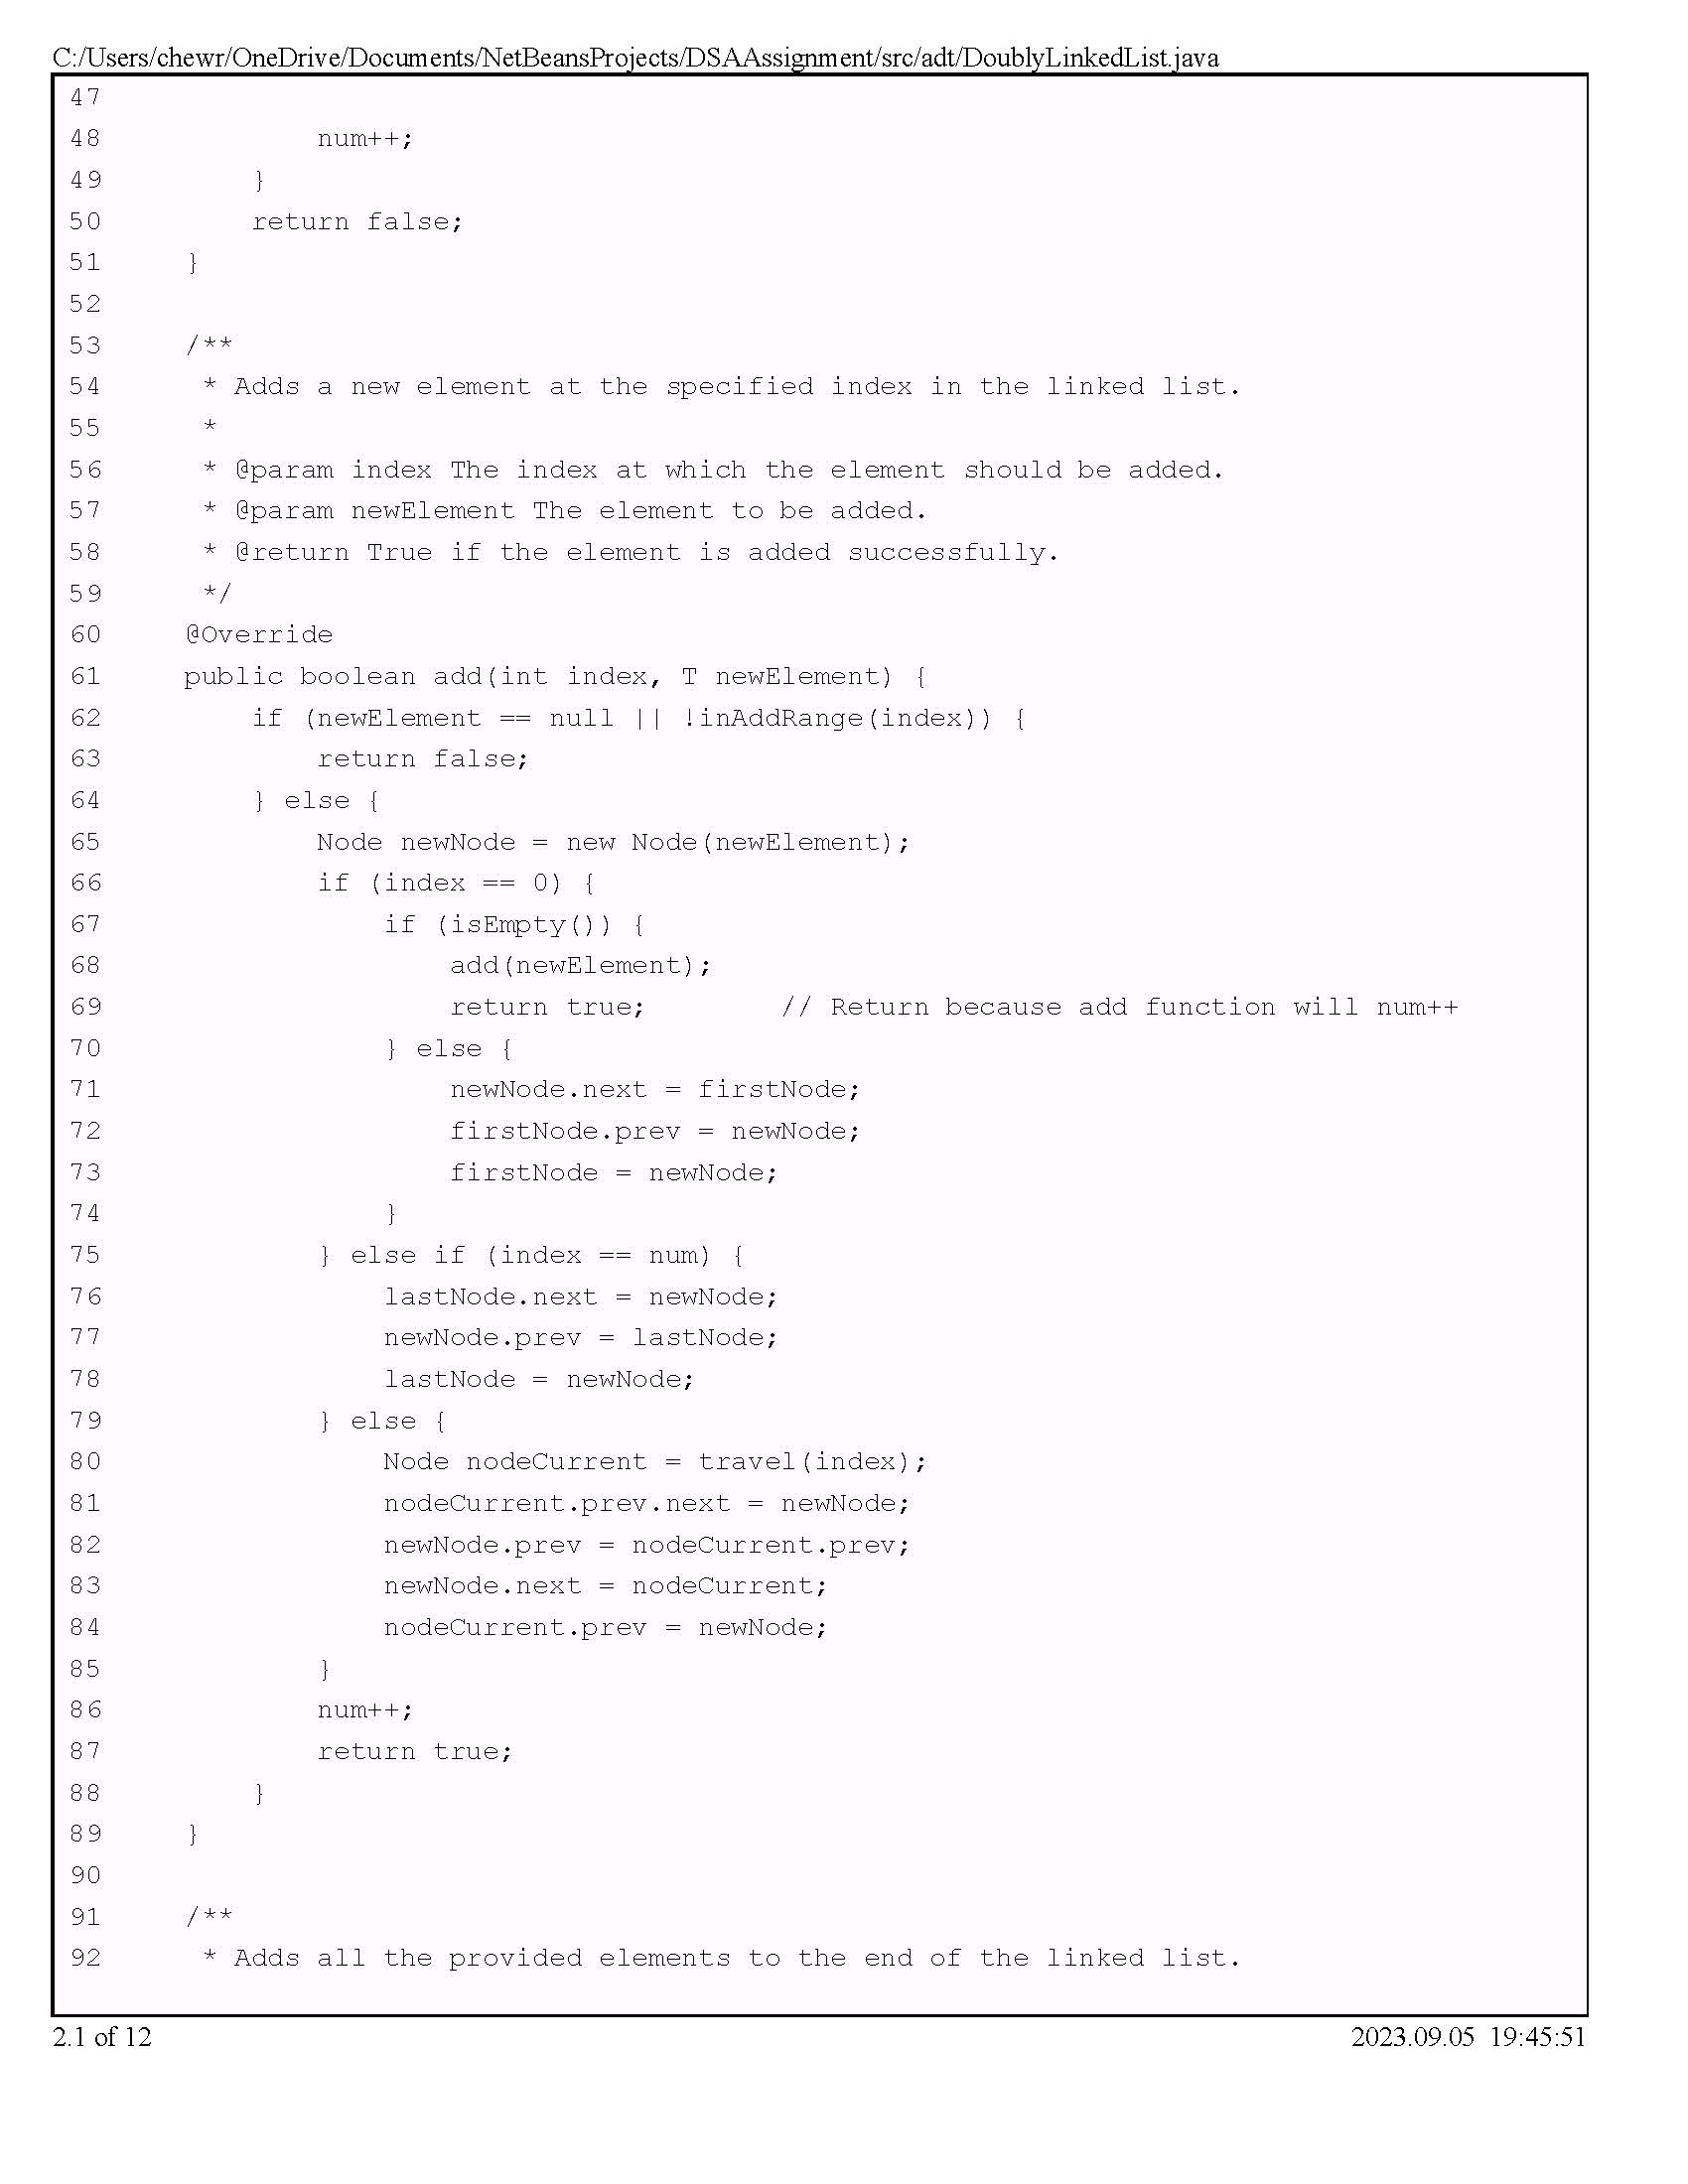 C:/Users/chewr/OneDrive/Documents/NetBeansProjects/DSAAssignment/src/adt/DoublyLinkedList.java
47
48             num++;
49         }
50         return false;
51     }
52
53     /**
54      * Adds a new element at the specified index in the linked list.
55      *
56      * @param index The index at which the element should be added.
57      * @param newElement The element to be added.
58      * @return True if the element is added successfully.
59      */
60     @Override
61     public boolean add(int index, T newElement) {
62         if (newElement == null || !inAddRange(index)) {
63             return false;
64         } else {
65             Node newNode = new Node(newElement);
66             if (index == 0) {
67                 if (isEmpty()) {
68                     add(newElement);
69                     return true;        // Return because add function will num++
70                 } else {
71                     newNode.next = firstNode;
72                     firstNode.prev = newNode;
73                     firstNode = newNode;
74                 }
75             } else if (index == num) {
76                 lastNode.next = newNode;
77                 newNode.prev = lastNode;
78                 lastNode = newNode;
79             } else {
80                 Node nodeCurrent = travel(index);
81                 nodeCurrent.prev.next = newNode;
82                 newNode.prev = nodeCurrent.prev;
83                 newNode.next = nodeCurrent;
84                 nodeCurrent.prev = newNode;
85             }
86             num++;
87             return true;
88         }
89     }
90
91     /**
92      * Adds all the provided elements to the end of the linked list.
2.1 of 12 2023.09.05 19:45:51